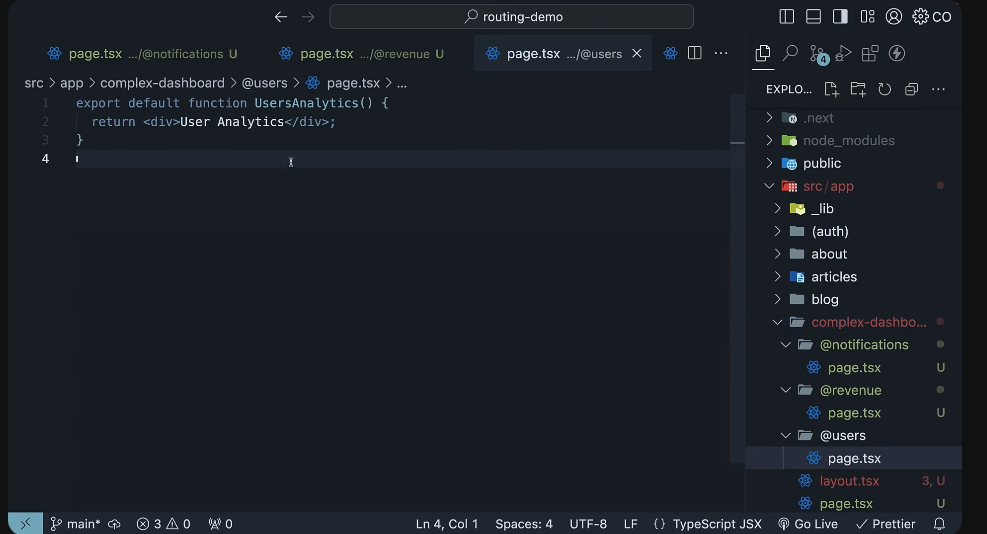 routing-demo
CO
page.tsx .../@notifications U
page.tsx .../@revenue U
page.tsx .../@users
src > app > complex-dashboard > @users > page.tsx > ...
4
EXPLO...
1 export default function UsersAnalytics() {
2 return <div>User Analytics</div>;
3 }
4
.next
node_modules
public
src/app
_lib
(auth)
about
articles
blog
complex-dashbo...
@notifications
page.tsx U
@revenue
page.tsx U
@users
page.tsx
layout.tsx 3, U
page.tsx U
main* 3 0 0 Ln 4, Col 1 Spaces: 4 UTF-8 LF {} TypeScript JSX Go Live Prettier